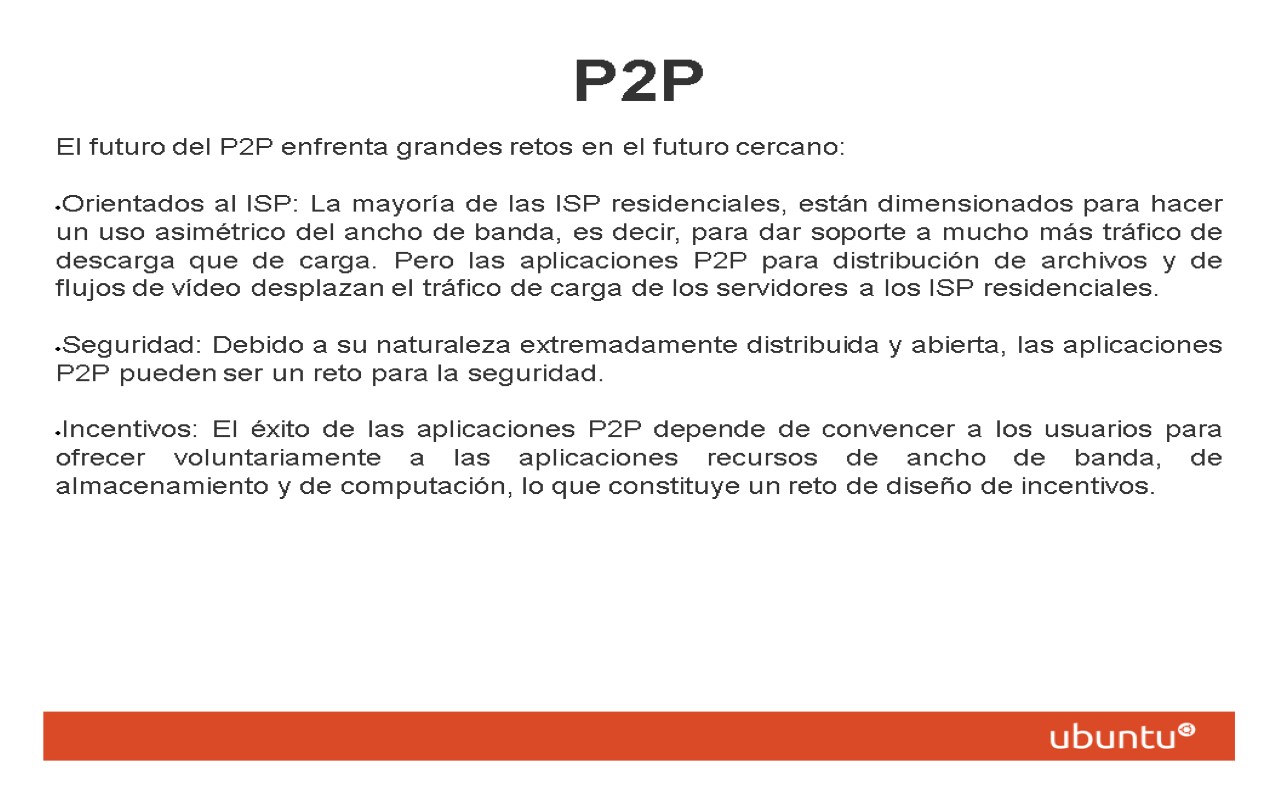 P2P
El futuro del P2P enfrenta grandes retos en el futuro cercano:
•Orientados al ISP: La mayoría de las ISP residenciales, están dimensionados para hacer
un uso asimétrico del ancho de banda, es decir, para dar soporte a mucho más tráfico de
descarga que de carga. Pero las aplicaciones P2P para distribución de archivos y de
flujos de vídeo desplazan el tráfico de carga de los servidores a los ISP residenciales.
•Seguridad: Debido a su naturaleza extremadamente distribuida y abierta, las aplicaciones
P2P pueden ser un reto para la seguridad.
•Incentivos: El éxito de las aplicaciones P2P depende de convencer a los usuarios para
ofrecer voluntariamente a las aplicaciones recursos de ancho de banda, de
almacenamiento y de computación, lo que constituye un reto de diseño de incentivos.
ubuntu